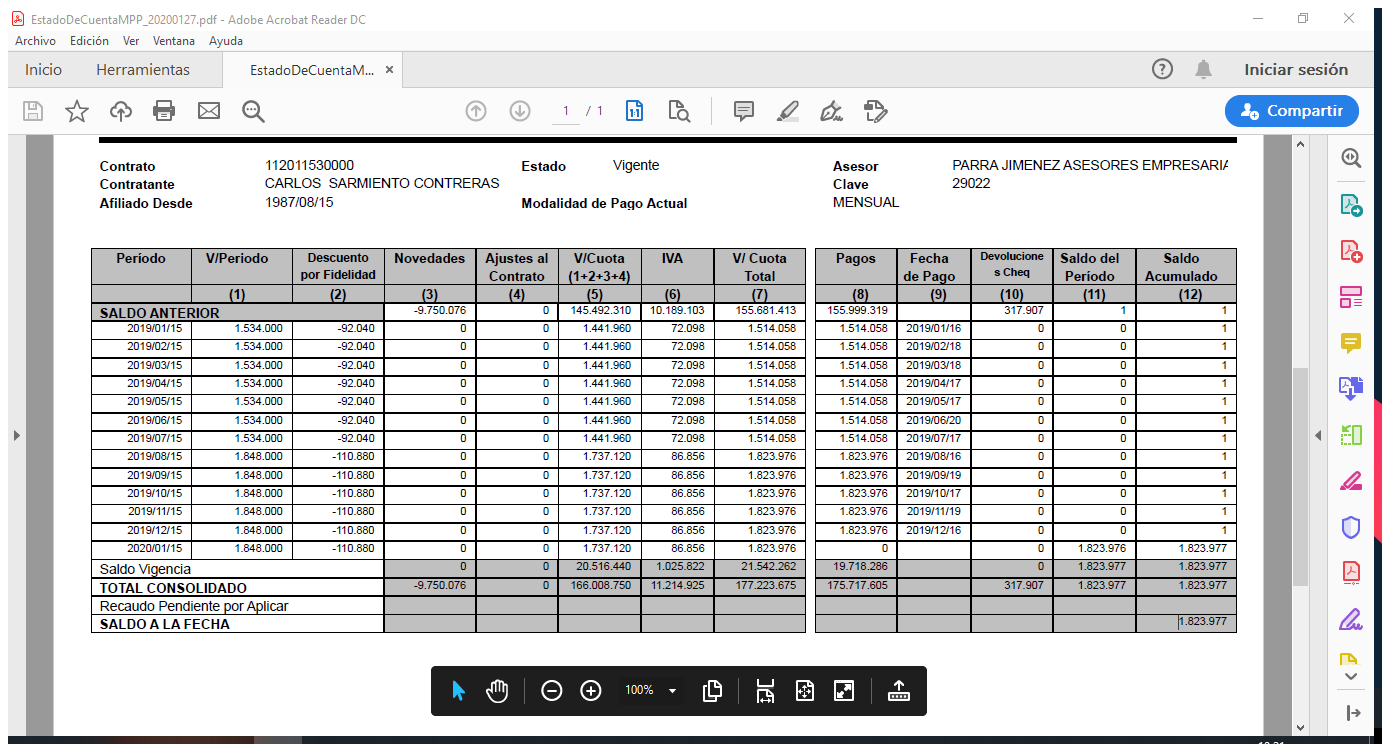 EstadoDeCuentaMPP_20200127.pdf - Adobe Acrobat Reader DC
Archivo Edición Ver Ventana Ayuda
Inicio Herramientas EstadoDeCuentaM... × Iniciar sesión
1 / 1 Compartir
Contrato 112011530000 Estado Vigente Asesor PARRA JIMENEZ ASESORES EMPRESARIA
Contratante CARLOS SARMIENTO CONTRERAS Clave 29022
Afiliado Desde 1987/08/15 Modalidad de Pago Actual MENSUAL
Período V/Periodo Descuento por Fidelidad Novedades Ajustes al Contrato V/Cuota (1+2+3+4) IVA V/ Cuota Total Pagos Fecha de Pago Devoluciones Cheq Saldo del Período Saldo Acumulado
(1) (2) (3) (4) (5) (6) (7) (8) (9) (10) (11) (12)
SALDO ANTERIOR -9.750.076 0 145.492.310 10.189.103 155.681.413 155.999.319 317.907 1 1
2019/01/15 1.534.000 -92.040 0 0 1.441.960 72.098 1.514.058 1.514.058 2019/01/16 0 0 1
2019/02/15 1.534.000 -92.040 0 0 1.441.960 72.098 1.514.058 1.514.058 2019/02/18 0 0 1
2019/03/15 1.534.000 -92.040 0 0 1.441.960 72.098 1.514.058 1.514.058 2019/03/18 0 0 1
2019/04/15 1.534.000 -92.040 0 0 1.441.960 72.098 1.514.058 1.514.058 2019/04/17 0 0 1
2019/05/15 1.534.000 -92.040 0 0 1.441.960 72.098 1.514.058 1.514.058 2019/05/17 0 0 1
2019/06/15 1.534.000 -92.040 0 0 1.441.960 72.098 1.514.058 1.514.058 2019/06/20 0 0 1
2019/07/15 1.534.000 -92.040 0 0 1.441.960 72.098 1.514.058 1.514.058 2019/07/17 0 0 1
2019/08/15 1.848.000 -110.880 0 0 1.737.120 86.856 1.823.976 1.823.976 2019/08/16 0 0 1
2019/09/15 1.848.000 -110.880 0 0 1.737.120 86.856 1.823.976 1.823.976 2019/09/19 0 0 1
2019/10/15 1.848.000 -110.880 0 0 1.737.120 86.856 1.823.976 1.823.976 2019/10/17 0 0 1
2019/11/15 1.848.000 -110.880 0 0 1.737.120 86.856 1.823.976 1.823.976 2019/11/19 0 0 1
2019/12/15 1.848.000 -110.880 0 0 1.737.120 86.856 1.823.976 1.823.976 2019/12/16 0 0 1
2020/01/15 1.848.000 -110.880 0 0 1.737.120 86.856 1.823.976 0 0 1.823.976 1.823.977
Saldo Vigencia 0 0 20.516.440 1.025.822 21.542.262 19.718.286 0 1.823.977 1.823.977
TOTAL CONSOLIDADO -9.750.076 0 166.008.750 11.214.925 177.223.675 175.717.605 317.907 1.823.977 1.823.977
Recaudo Pendiente por Aplicar
SALDO A LA FECHA 1.823.977
100%